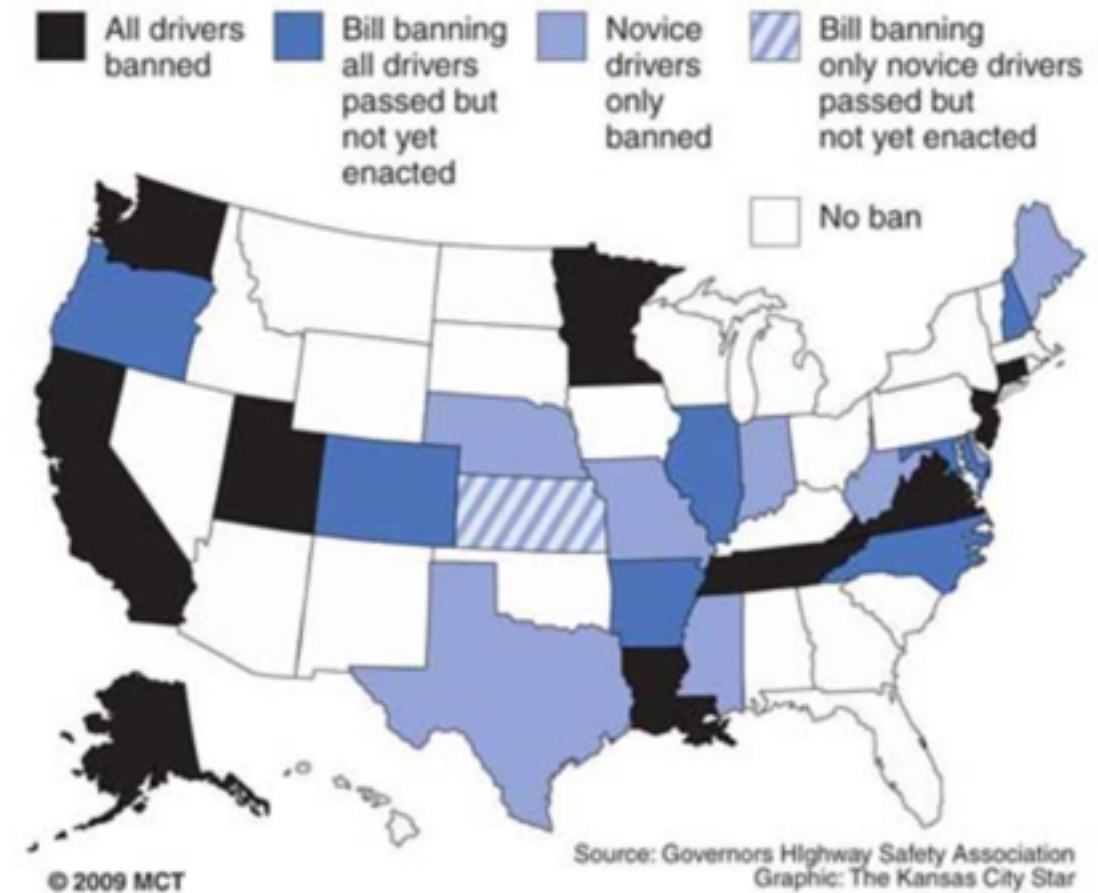 All drivers
banned
Bill banning
all drivers
passed but
not yet
enacted
Novice
drivers
only
banned
Bill banning
only novice drivers
passed but
not yet enacted
No ban
Source: Governors HIghway Safety Association
Graphic: The Kansas City Star
© 2009 MCT